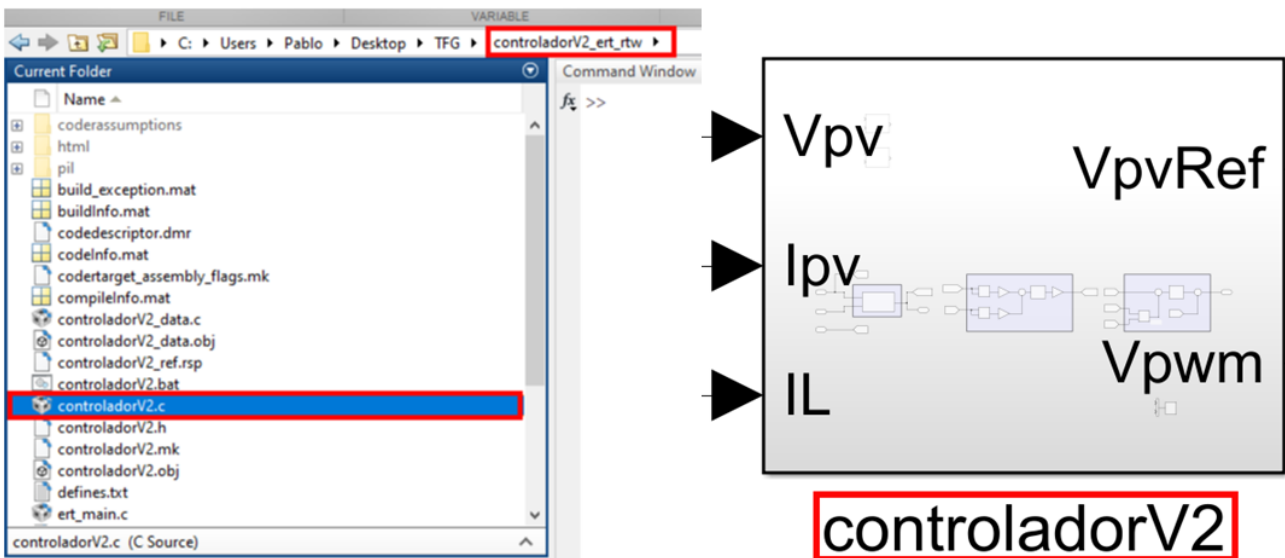 FILE VARIABLE
C: Users Pablo Desktop TFG controladorV2_ert_rtw
Current Folder
Name
coderassumptions
html
pil
build_exception.mat
buildInfo.mat
codedescriptor.dmr
codeInfo.mat
codertarget_assembly_flags.mk
compileInfo.mat
controladorV2_data.c
controladorV2_data.obj
controladorV2_ref.rsp
controladorV2.bat
controladorV2.c
controladorV2.h
controladorV2.mk
controladorV2.obj
defines.txt
ert_main.c
controladorV2.c (C Source)
Command Window
fx >>
Vpv
VpvRef
Ipv
Vpwm
IL
controladorV2